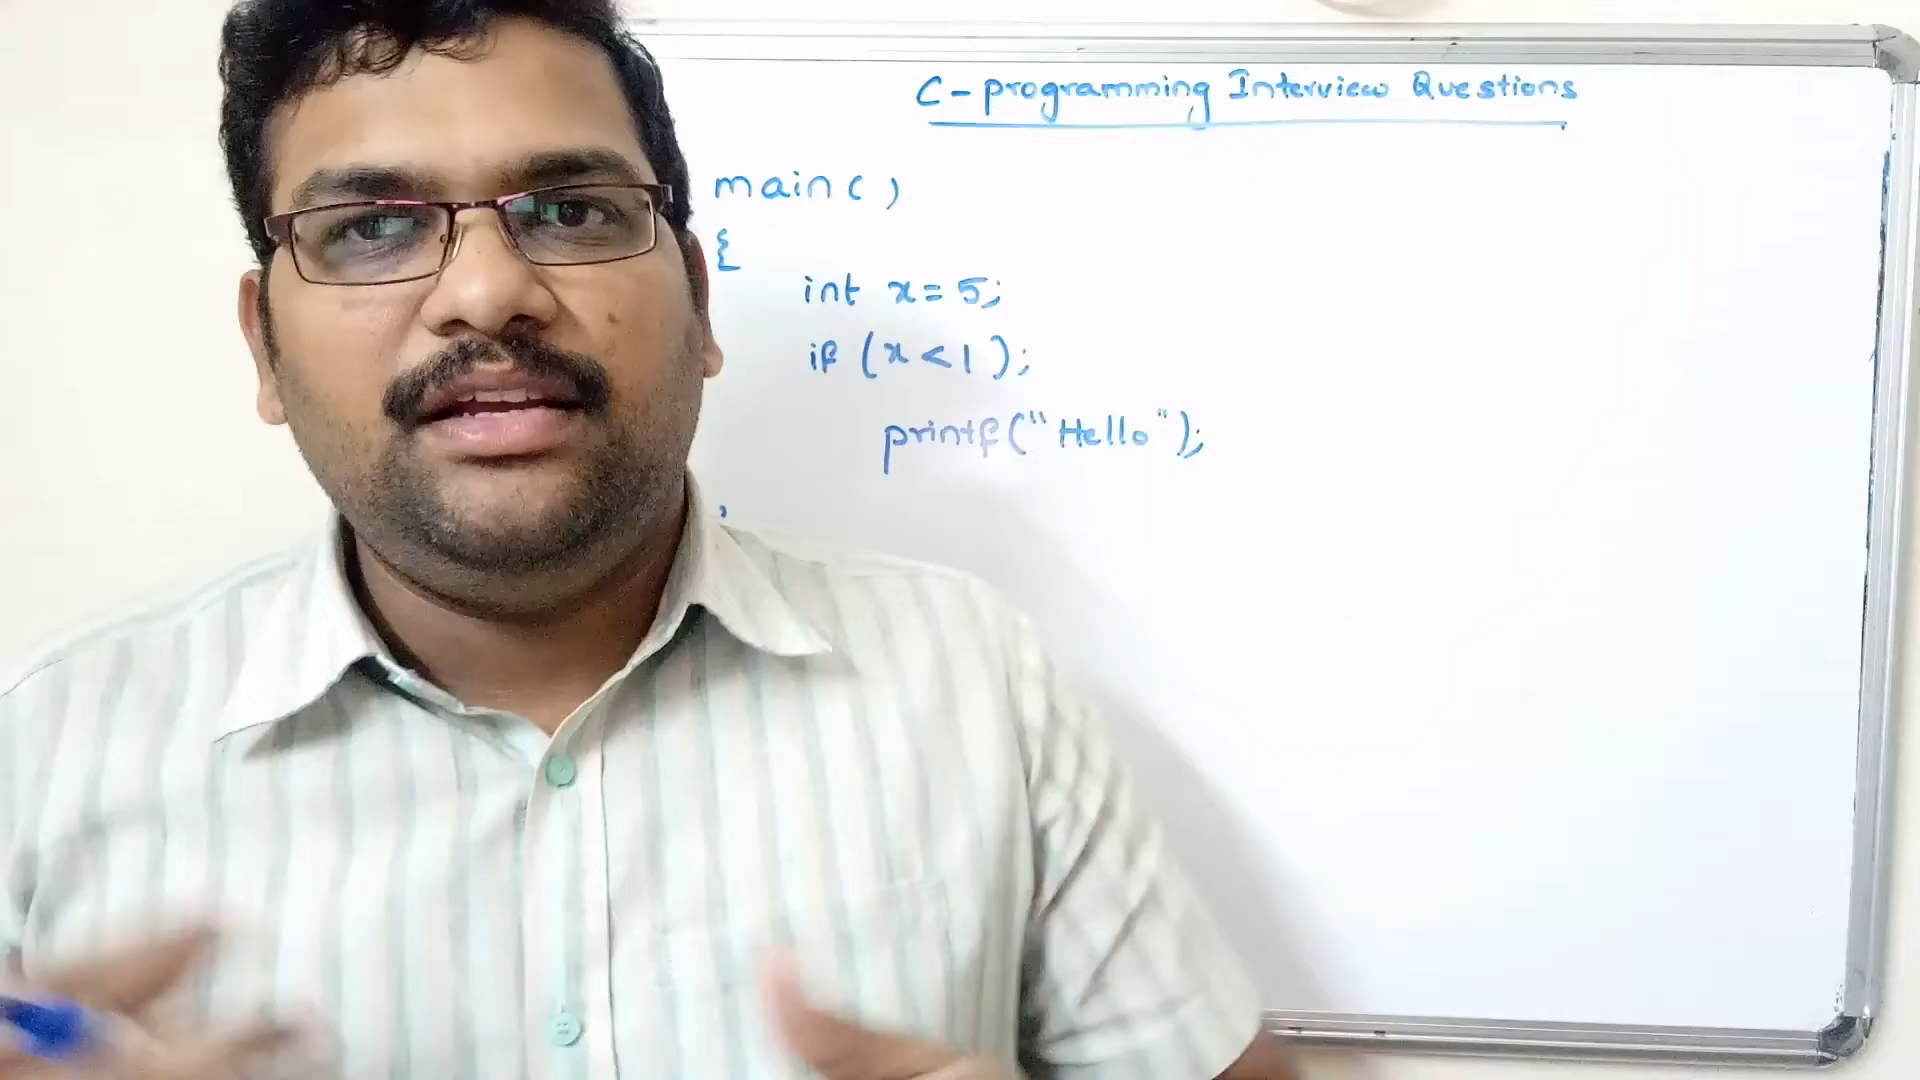 C-programming Interview Questions
main()
{
int x=5;
if (x<1);
printf("Hello");